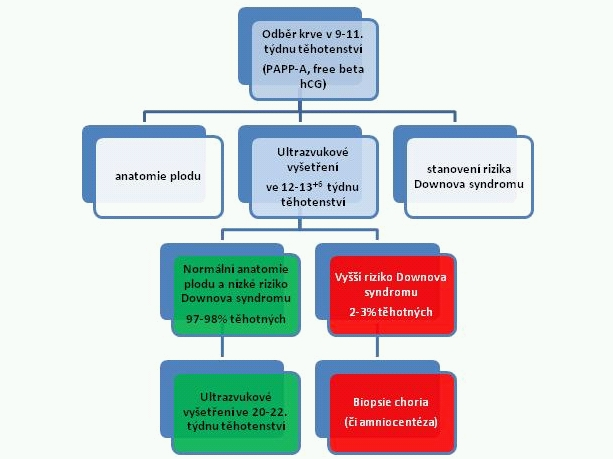 Odběr krve v 9-11.
týdnu těhotenství
(PAPP-A, free beta
hCG)
anatomie plodu
Ultrazvukové
vyšetření
ve 12-13+6 týdnu
těhotenství
stanovení rizika
Downova syndromu
Normální anatomie
plodu a nízké riziko
Downova syndromu
97-98% těhotných
Vyšší riziko Downova
syndromu
2-3% těhotných
Ultrazvukové
vyšetření ve 20-22.
týdnu těhotenství
Biopsie choria
(či amniocentéza)